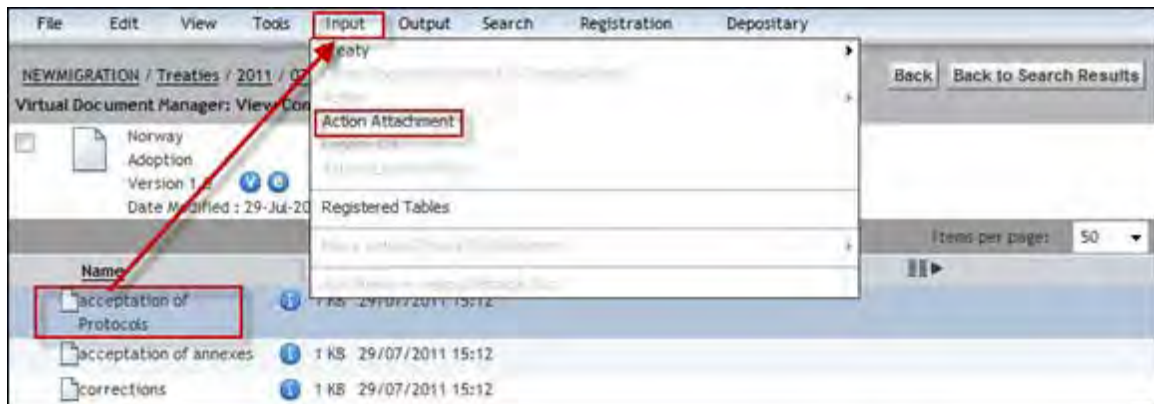 File Edit View Tools Input Output Search Registration Depositary
Treaty
NEWMIGRATION / Treaties / 2011 / 07
Back Back to Search Results
Virtual Document Manager: View Con
Action Attachment
Norway
Adoption
Version 1.0
Date Modified : 29-Jul-20
Registered Tables
Items per page: 50
Name
acceptation of
Protocols
1 KB 29/07/2011 15:12
acceptation of annexes 1 KB 29/07/2011 15:12
corrections 1 KB 29/07/2011 15:12